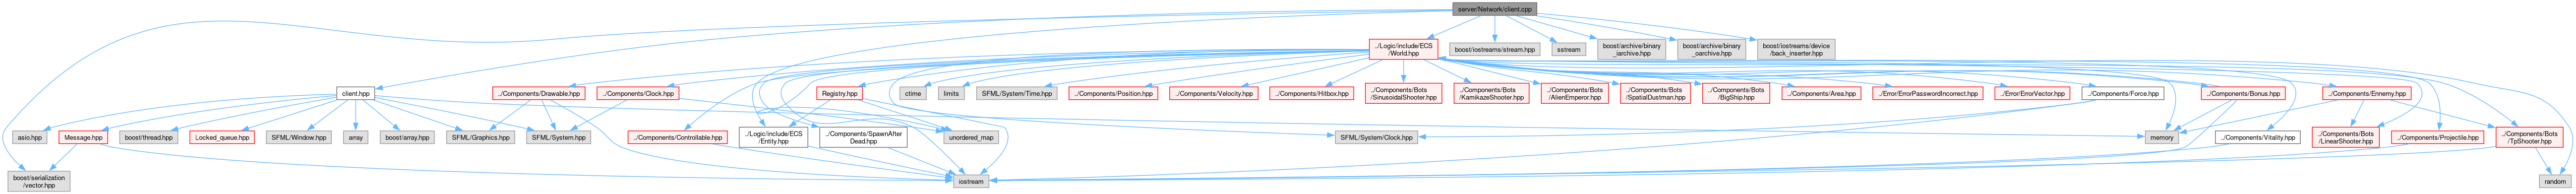 server/Network/client.cpp
../Logic/include/ECS
/World.hpp
boost/iostreams/stream.hpp
sstream
boost/archive/binary
_iarchive.hpp
boost/archive/binary
_oarchive.hpp
boost/iostreams/device
/back_inserter.hpp
client.hpp
../Components/Drawable.hpp
../Components/Clock.hpp
Registry.hpp
ctime
limits
SFML/System/Time.hpp
../Components/Position.hpp
../Components/Velocity.hpp
../Components/Hitbox.hpp
../Components/Bots
/SinusoidalShooter.hpp
../Components/Bots
/KamikazeShooter.hpp
../Components/Bots
/AlienEmperor.hpp
../Components/Bots
/SpatialDustman.hpp
../Components/Bots
/BigShip.hpp
../Components/Area.hpp
../Error/ErrorPasswordIncorrect.hpp
../Error/ErrorVector.hpp
../Components/Force.hpp
../Components/Bonus.hpp
../Components/Ennemy.hpp
asio.hpp
Message.hpp
boost/thread.hpp
Locked_queue.hpp
SFML/Window.hpp
array
boost/array.hpp
SFML/Graphics.hpp
SFML/System.hpp
../Components/Controllable.hpp
../Logic/include/ECS
/Entity.hpp
../Components/SpawnAfter
Dead.hpp
unordered_map
SFML/System/Clock.hpp
memory
../Components/Vitality.hpp
../Components/Bots
/LinearShooter.hpp
../Components/Projectile.hpp
../Components/Bots
/TpShooter.hpp
boost/serialization
/vector.hpp
iostream
random